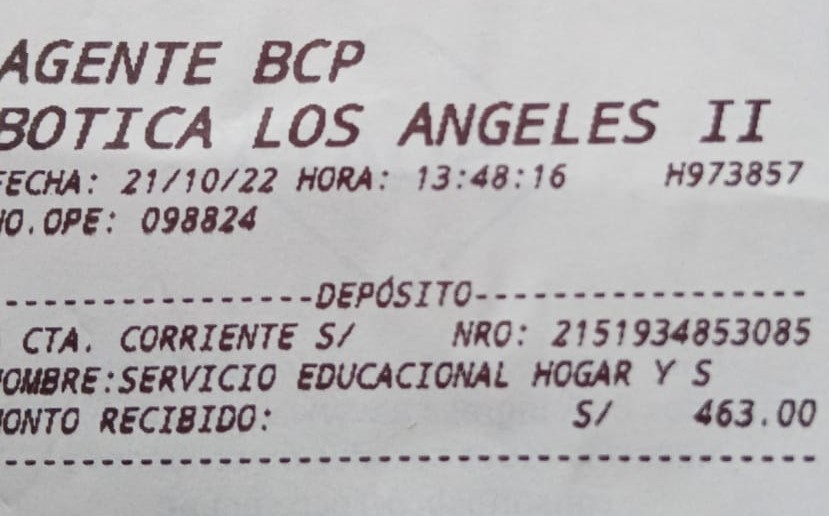 AGENTE BCP
BOTICA LOS ANGELES II
FECHA: 21/10/22 HORA: 13:48:16 H973857
NO.OPE: 098824
----------------DEPÓSITO-----------------
CTA. CORRIENTE S/ NRO: 2151934853085
NOMBRE:SERVICIO EDUCACIONAL HOGAR Y S
MONTO RECIBIDO: S/ 463.00